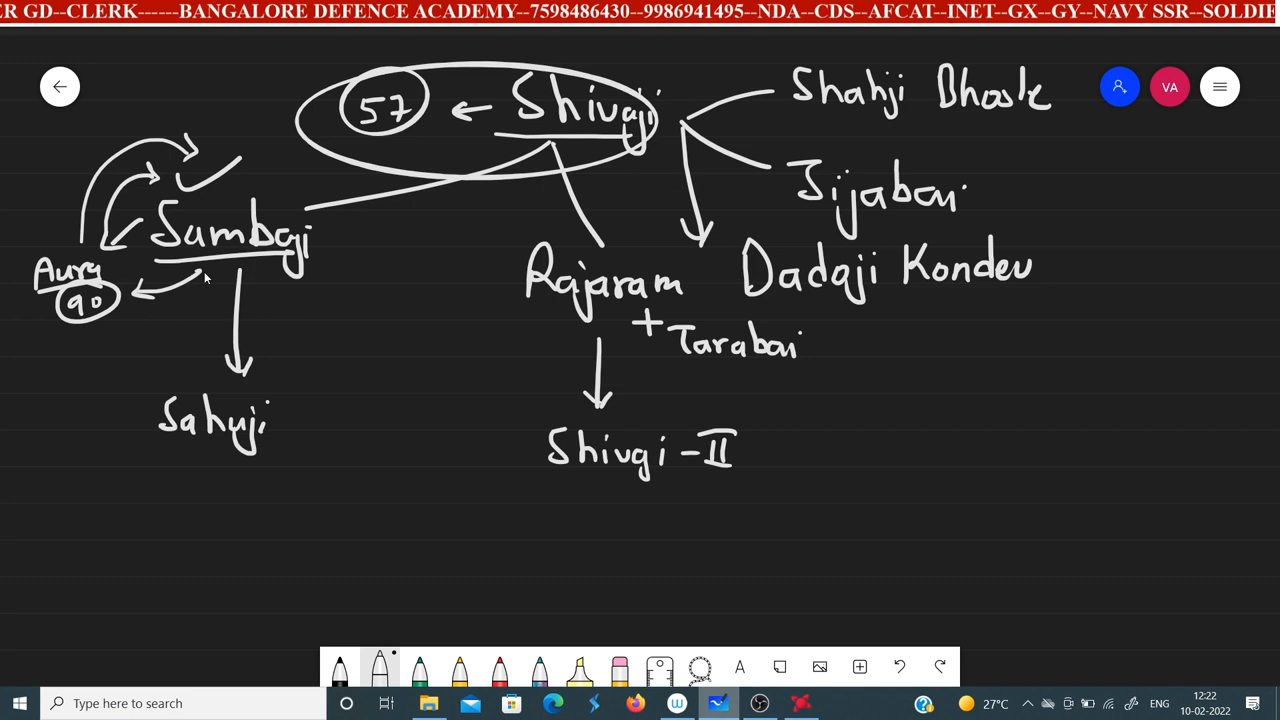 ER GD--CLERK------BANGALORE DEFENCE ACADEMY--7598486430--9986941495--NDA--CDS--AFCAT--INET--GX--GY--NAVY SSR--SOLDIE
57 ← Shivaji
Shahji Bhosle
VA
Jijabai
Sambaji
Aura
90
Rajaram
Dadaji Kondev
+ Tarabai
Sahuji
Shivgi - II
A
Type here to search
W
27°C
ENG
12:22
10-02-2022